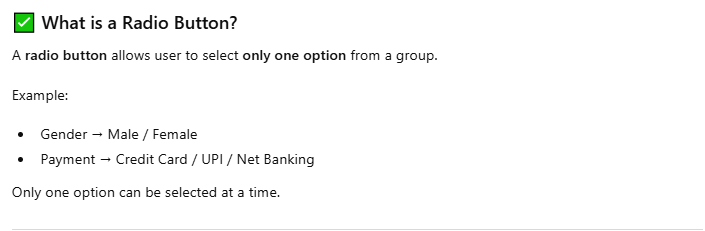 ✅ What is a Radio Button?
A radio button allows user to select only one option from a group.
Example:
• Gender → Male / Female
• Payment → Credit Card / UPI / Net Banking
Only one option can be selected at a time.